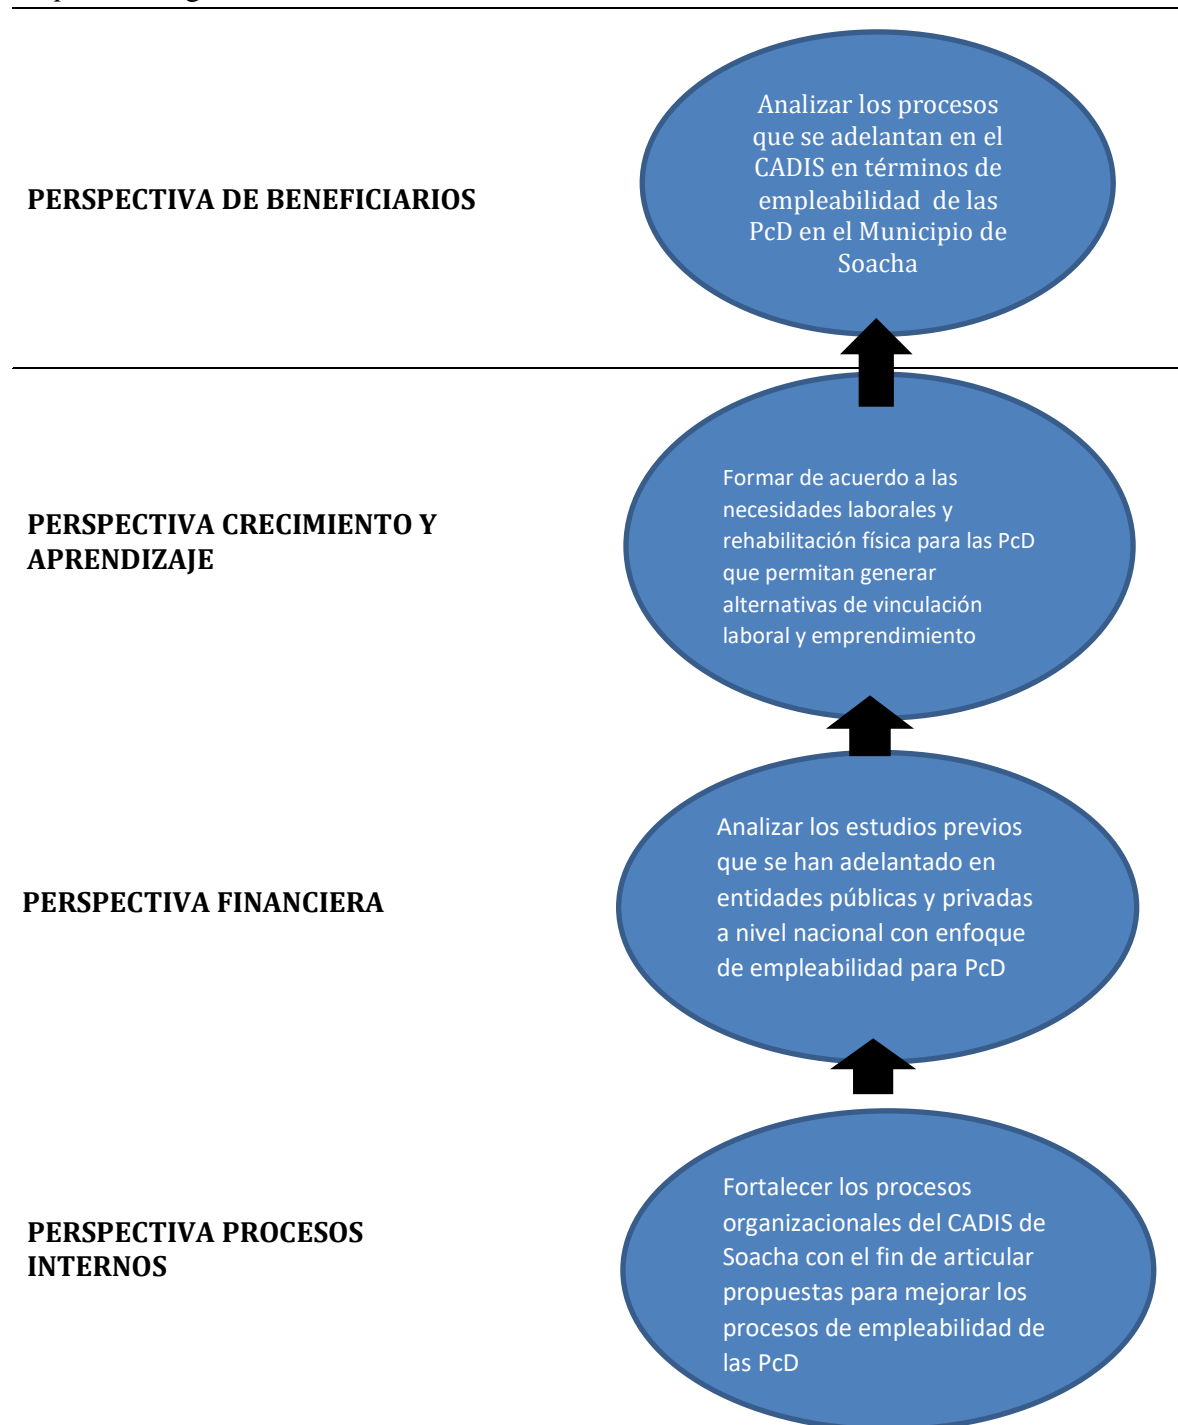 PERSPECTIVA DE BENEFICIARIOS
Analizar los procesos
que se adelantan en el
CADIS en términos de
empleabilidad de las
PcD en el Municipio de
Soacha
PERSPECTIVA CRECIMIENTO Y
APRENDIZAJE
Formar de acuerdo a las
necesidades laborales y
rehabilitación física para las PcD
que permitan generar
alternativas de vinculación
laboral y emprendimiento
PERSPECTIVA FINANCIERA
Analizar los estudios previos
que se han adelantado en
entidades públicas y privadas
a nivel nacional con enfoque
de empleabilidad para PcD
PERSPECTIVA PROCESOS
INTERNOS
Fortalecer los procesos
organizacionales del CADIS de
Soacha con el fin de articular
propuestas para mejorar los
procesos de empleabilidad de
las PcD